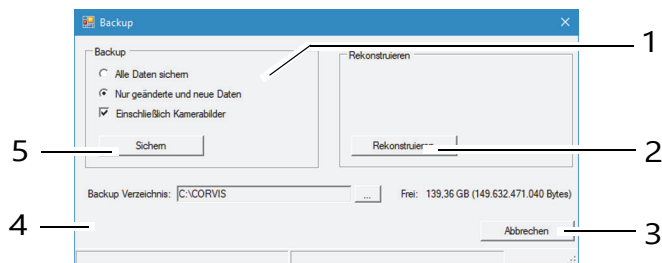 Backup
1
Backup
Rekonstruieren
Alle Daten sichern
Nur geänderte und neue Daten
Einschließlich Kamerabilder
5
Sichern
Rekonstruieren
2
Backup Verzeichnis: C:\CORVIS ... Frei: 139,36 GB (149.632.471.040 Bytes)
4
Abbrechen
3